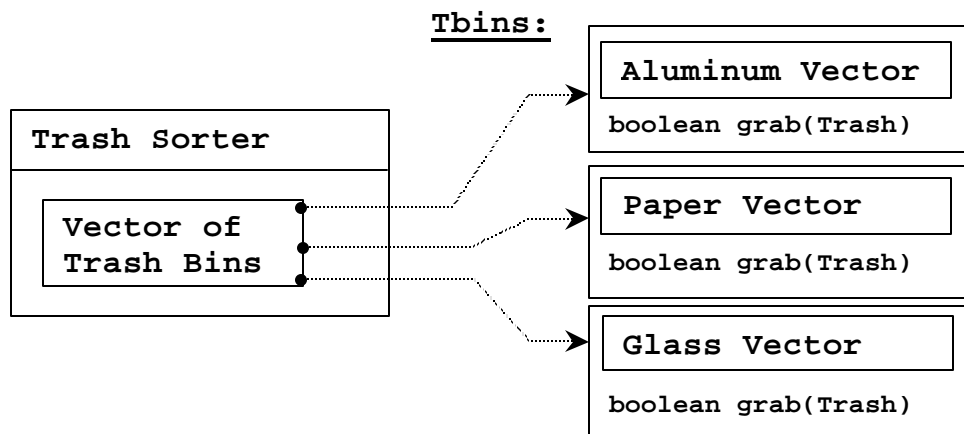 Tbins:
Trash Sorter
Vector of
Trash Bins
Aluminum Vector
boolean grab(Trash)
Paper Vector
boolean grab(Trash)
Glass Vector
boolean grab(Trash)